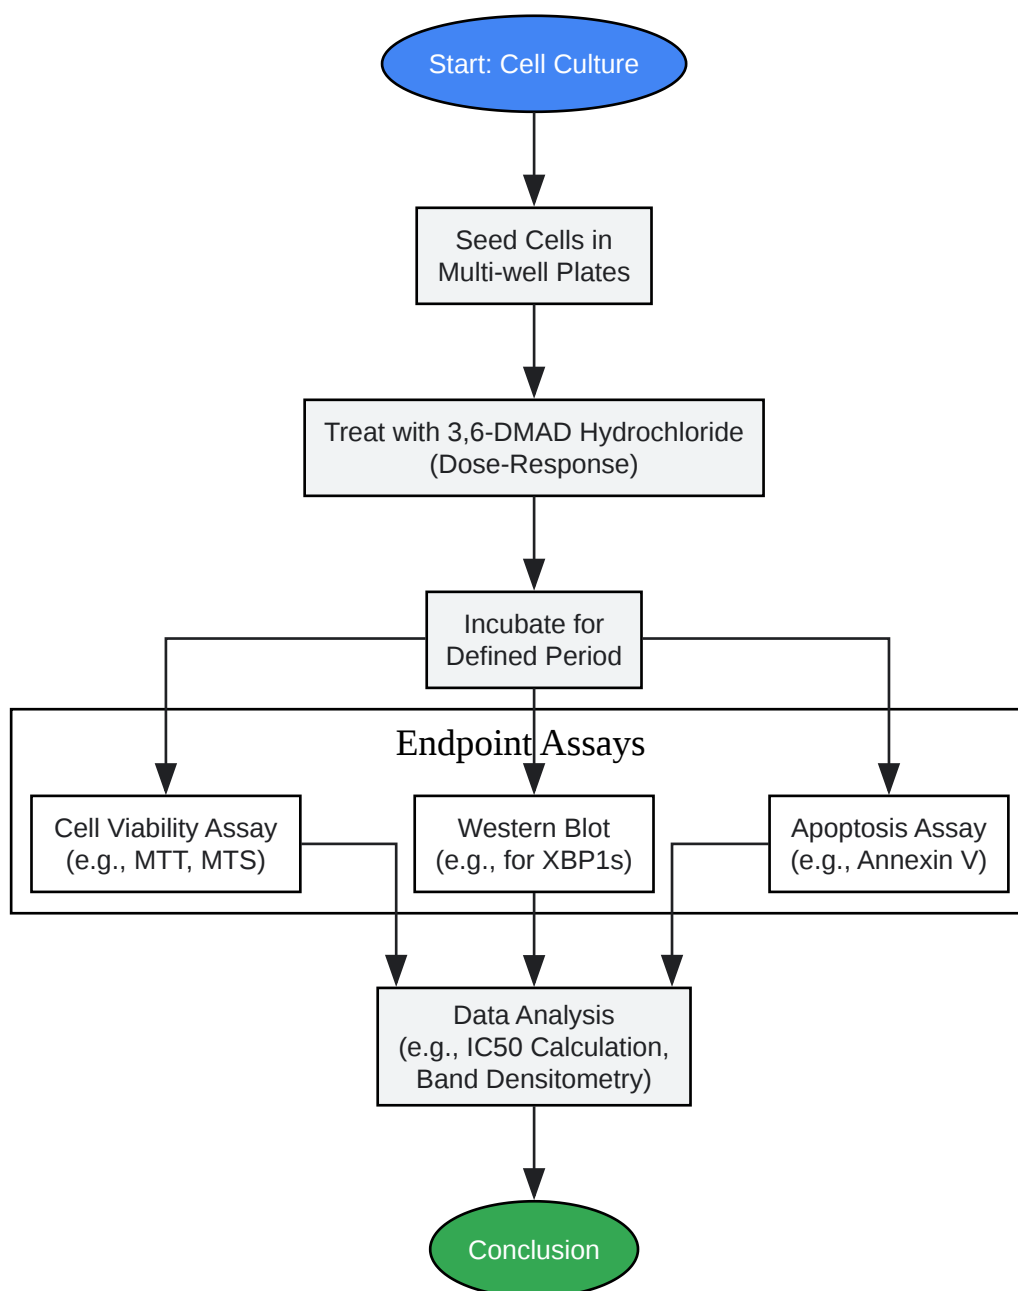 Start: Cell Culture
Seed Cells in
Multi-well Plates
Treat with 3,6-DMAD Hydrochloride
(Dose-Response)
Incubate for
Defined Period
Endpoint Assays
Cell Viability Assay
(e.g., MTT, MTS)
Western Blot
(e.g., for XBP1s)
Apoptosis Assay
(e.g., Annexin V)
Data Analysis
(e.g., IC50 Calculation,
Band Densitometry)
Conclusion